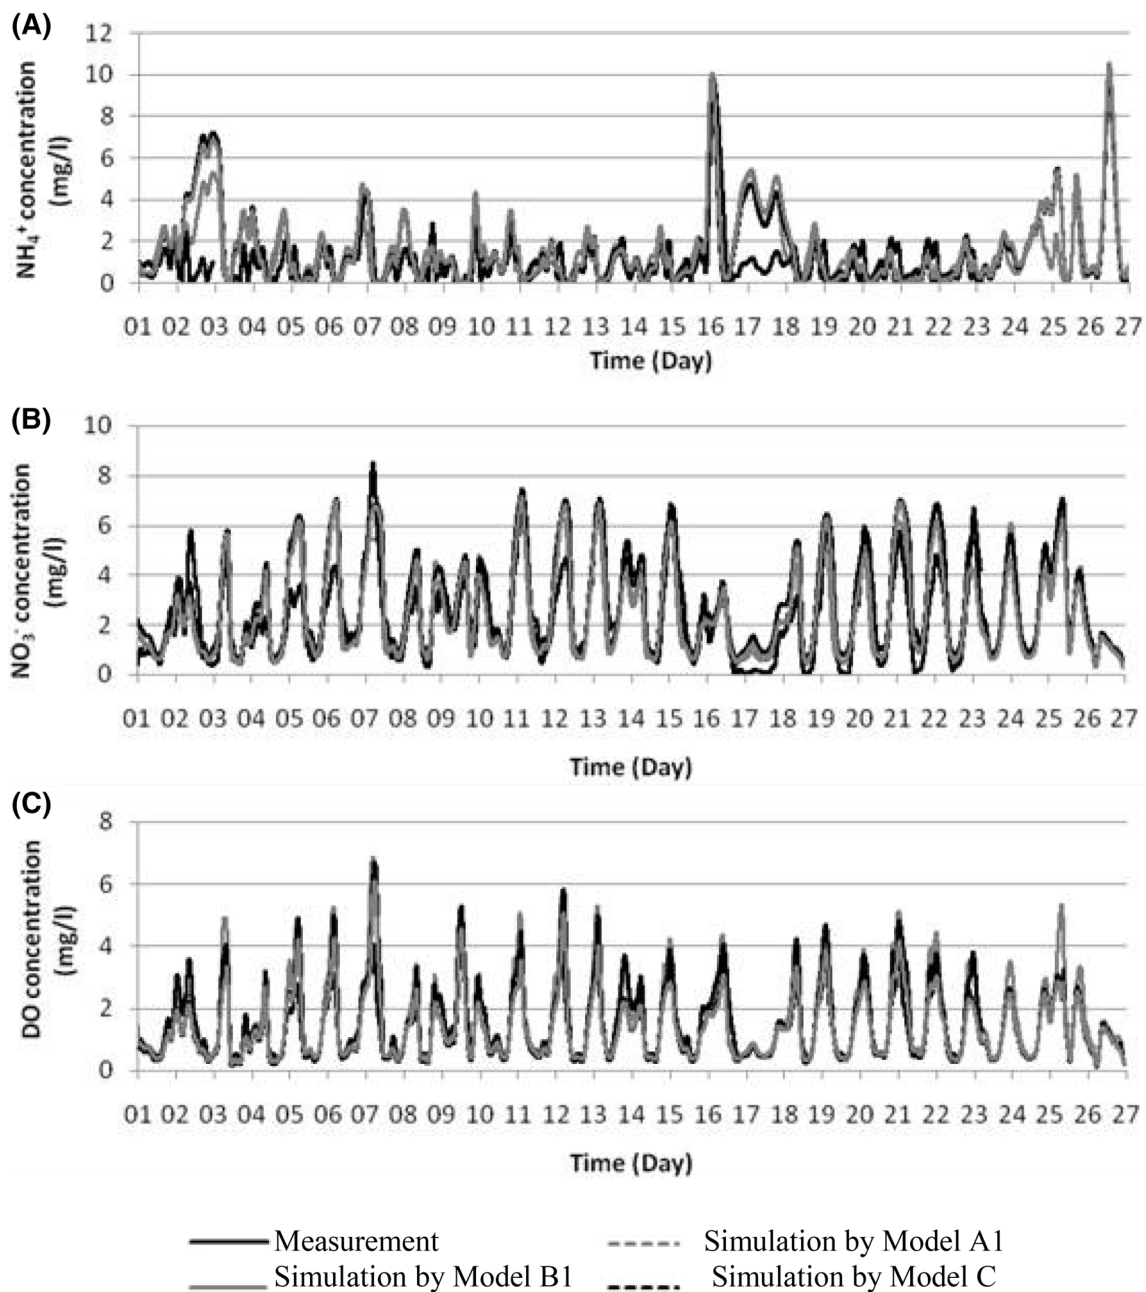 (A)
NH₄⁺ concentration
(mg/l)
12
10
8
6
4
2
0
01 02 03 04 05 06 07 08 09 10 11 12 13 14 15 16 17 18 19 20 21 22 23 24 25 26 27
Time (Day)
(B)
NO₃⁻ concentration
(mg/l)
10
8
6
4
2
0
01 02 03 04 05 06 07 08 09 10 11 12 13 14 15 16 17 18 19 20 21 22 23 24 25 26 27
Time (Day)
(C)
DO concentration
(mg/l)
8
6
4
2
0
01 02 03 04 05 06 07 08 09 10 11 12 13 14 15 16 17 18 19 20 21 22 23 24 25 26 27
Time (Day)
Measurement
Simulation by Model A1
Simulation by Model B1
Simulation by Model C